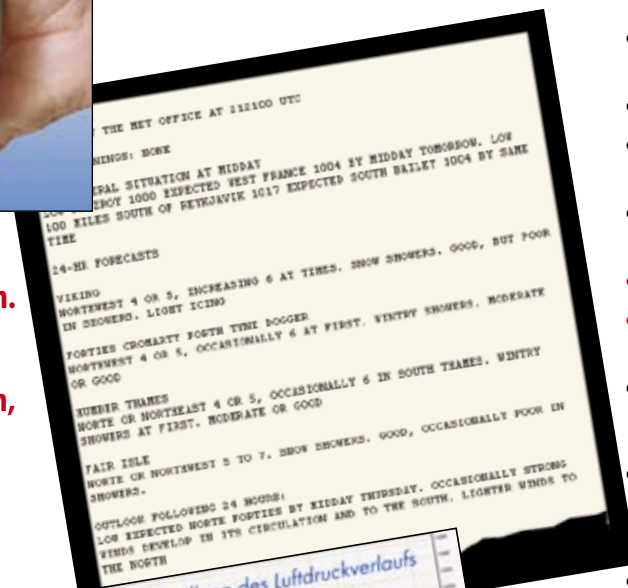 THE MET OFFICE AT 212100 UTC
NINGS: NONE
ERAL SITUATION AT MIDDAY
LOW ZROY 1000 EXPECTED WEST FRANCE 1004 BY MIDDAY TOMORROW. LOW
100 MILES SOUTH OF REYKJAVIK 1017 EXPECTED SOUTH BAILEY 1004 BY SAME
TIME
24-HR FORECASTS
VIKING
NORTHWEST 4 OR 5, INCREASING 6 AT TIMES. SNOW SHOWERS. GOOD, BUT POOR
IN SHOWERS. LIGHT ICING
FORTIES CROMARTY FORTH TYNE DOGGER
NORTHWEST 4 OR 5, OCCASIONALLY 6 AT FIRST. WINTRY SHOWERS. MODERATE
OR GOOD
HUMBER THAMES
NORTH OR NORTHEAST 4 OR 5, OCCASIONALLY 6 IN SOUTH THAMES. WINTRY
SHOWERS AT FIRST. MODERATE OR GOOD
FAIR ISLE
NORTH OR NORTHWEST 5 TO 7. SNOW SHOWERS. GOOD, OCCASIONALLY POOR IN
SHOWERS.
OUTLOOK FOLLOWING 24 HOURS:
LOW EXPECTED NORTH FORTIES BY MIDDAY THURSDAY. OCCASIONALLY STRONG
WINDS DEVELOP IN ITS CIRCULATION AND TO THE SOUTH. LIGHTER WINDS TO
THE NORTH
des Luftdruckverlaufs